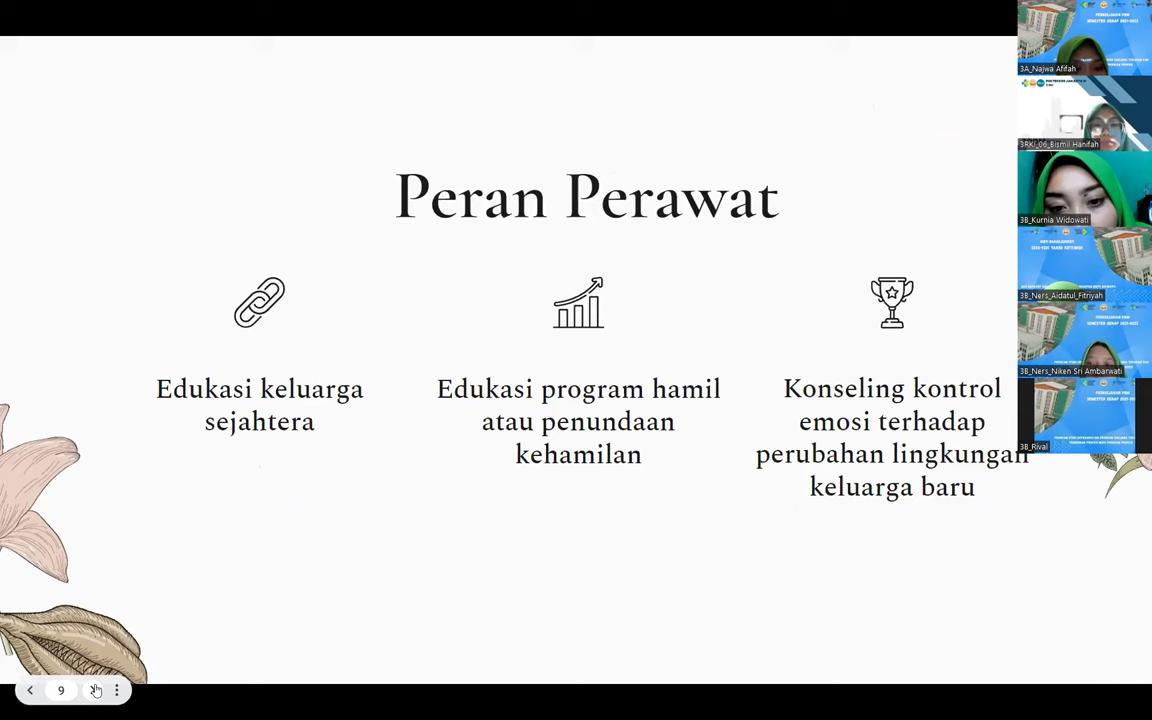 Peran Perawat
Edukasi keluarga
sejahtera
Edukasi program hamil
atau penundaan
kehamilan
Konseling kontrol
emosi terhadap
perubahan lingkungan
keluarga baru
9
3A_Najwa Afifah
3RKI_06_Bismil Hanifah
3B_Kurnia Widowati
3B_Ners_Aidatul_Fitriyah
3B_Ners_Niken Sri Ambarwati
3B_Rival